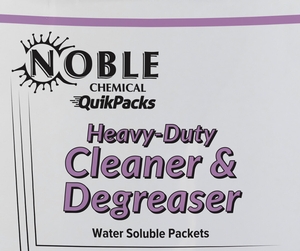 NOBLE
CHEMICAL
QuikPacks
Heavy-Duty
Cleaner &
Degreaser
Water Soluble Packets